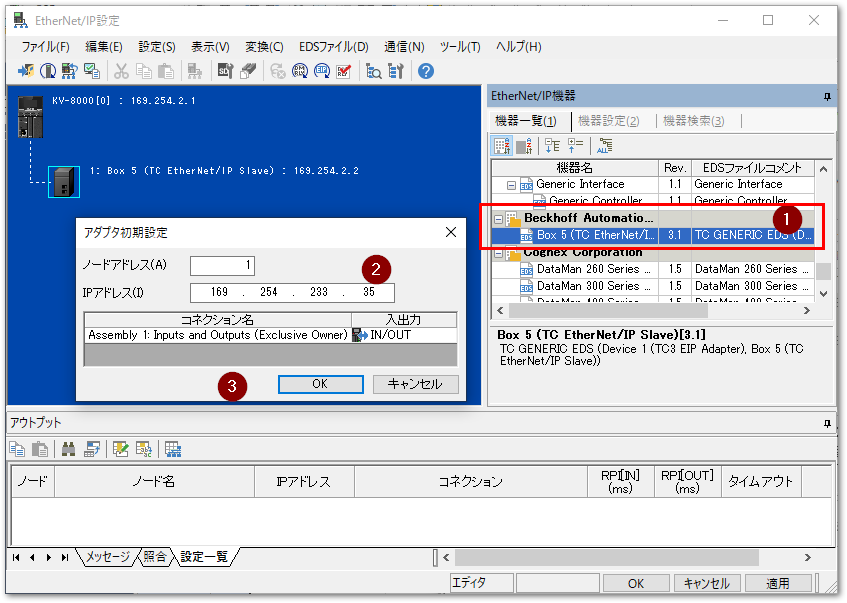 EtherNet/IP設定
ファイル(F) 編集(E) 設定(S) 表示(V) 変換(C) EDSファイル(D) 通信(N) ツール(T) ヘルプ(H)
KV-8000[0] : 169.254.2.1
1: Box 5 (TC EtherNet/IP Slave) : 169.254.2.2
EtherNet/IP機器
機器一覧(1) 機器設定(2) 機器検索(3)
機器名 Rev. EDSファイルコメント
Generic Interface 1.1 Generic Interface
Generic Controller 1.1 Generic Controller
Beckhoff Automatio...
1
Box 5 (TC EtherNet/I... 3.1 TC GENERIC EDS (D...
Cognex Corporation
DataMan 260 Series ... 1.5 DataMan 260 Series ...
DataMan 300 Series ... 1.5 DataMan 300 Series ...
DataMan 400 Series ... 1.5 DataMan 400 Series ...
Box 5 (TC EtherNet/IP Slave)[3.1]
TC GENERIC EDS (Device 1 (TC3 EIP Adapter), Box 5 (TC
EtherNet/IP Slave))
アダプタ初期設定
ノードアドレス(A) 1
2
IPアドレス(I) 169 . 254 . 233 . 35
コネクション名 入出力
Assembly 1: Inputs and Outputs (Exclusive Owner) IN/OUT
3
OK キャンセル
アウトプット
ノード ノード名 IPアドレス コネクション RPI[IN] (ms) RPI[OUT] (ms) タイムアウト
メッセージ 照合 設定一覧
エディタ OK キャンセル 適用